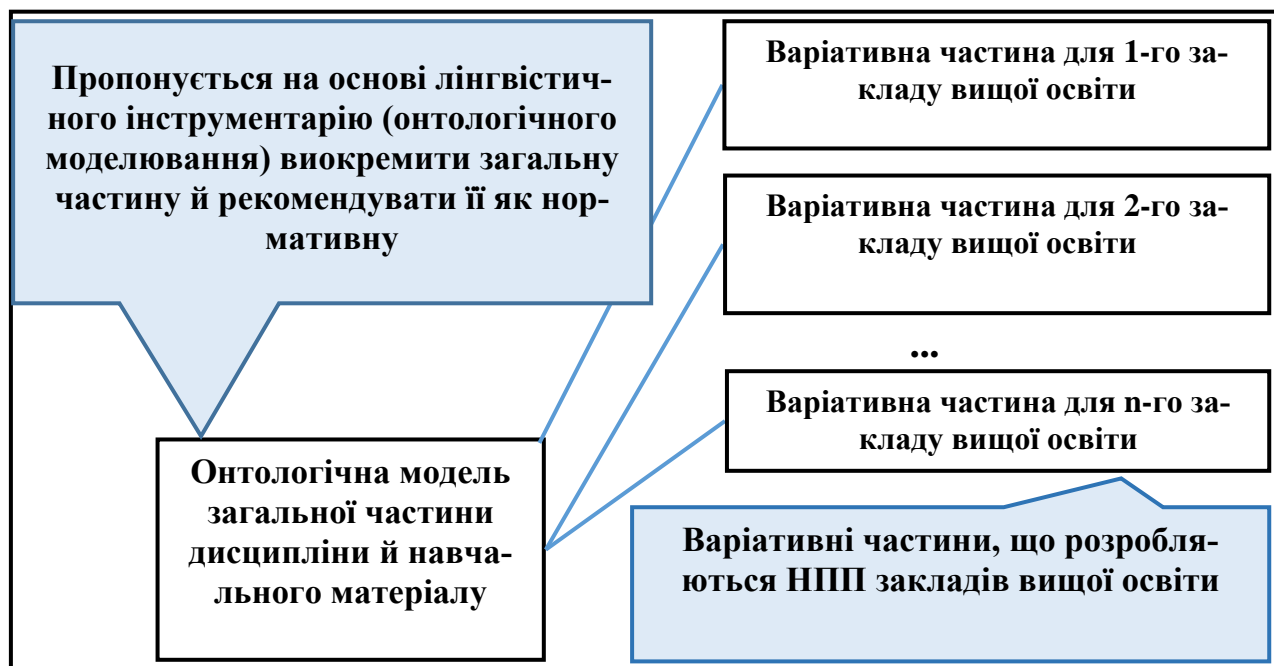 Пропонується на основі лінгвістич-
ного інструментарію (онтологічного
моделювання) виокремити загальну
частину й рекомендувати її як нор-
мативну
Варіативна частина для 1-го за-
кладу вищої освіти
Варіативна частина для 2-го за-
кладу вищої освіти
...
Варіативна частина для n-го за-
кладу вищої освіти
Онтологічна модель
загальної частини
дисципліни й навча-
льного матеріалу
Варіативні частини, що розробля-
ються НПП закладів вищої освіти